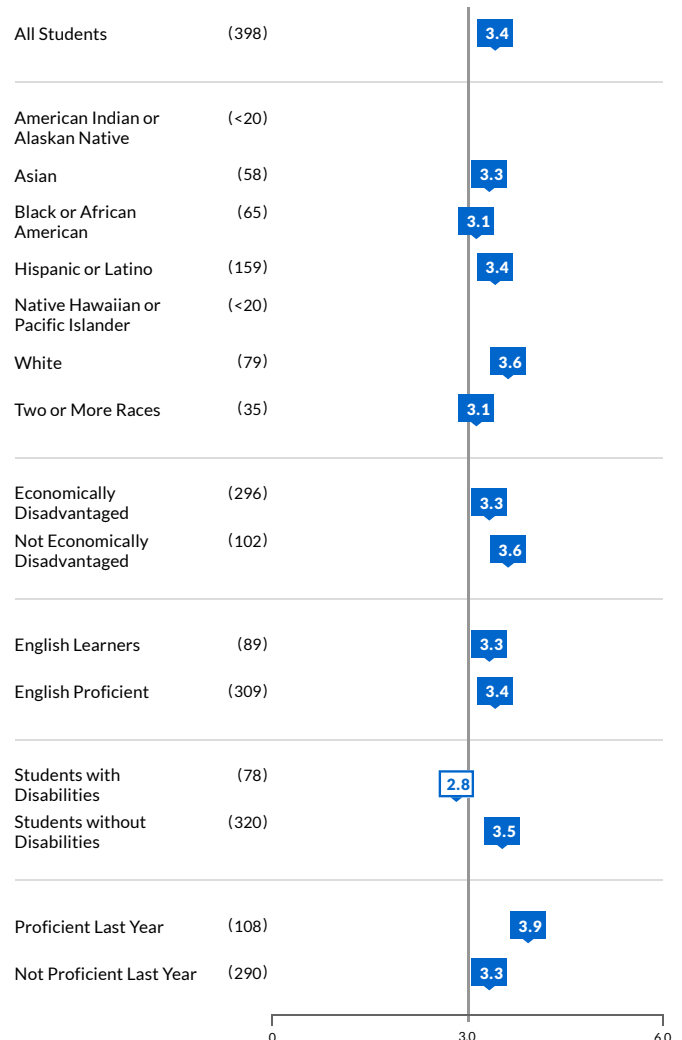 All Students (398) 3.4
American Indian or (<20)
Alaskan Native
Asian (58) 3.3
Black or African (65) 3.1
American
Hispanic or Latino (159) 3.4
Native Hawaiian or (<20)
Pacific Islander
White (79) 3.6
Two or More Races (35) 3.1
Economically (296) 3.3
Disadvantaged
Not Economically (102) 3.6
Disadvantaged
English Learners (89) 3.3
English Proficient (309) 3.4
Students with (78) 2.8
Disabilities
Students without (320) 3.5
Disabilities
Proficient Last Year (108) 3.9
Not Proficient Last Year (290) 3.3
0 3.0 6.0